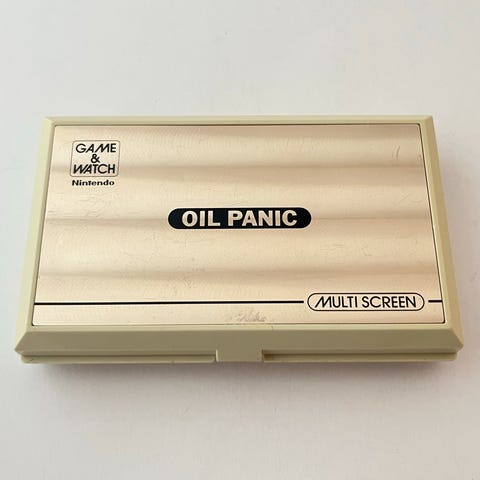 GAME
&
WATCH
Nintendo
OIL PANIC
MULTI SCREEN